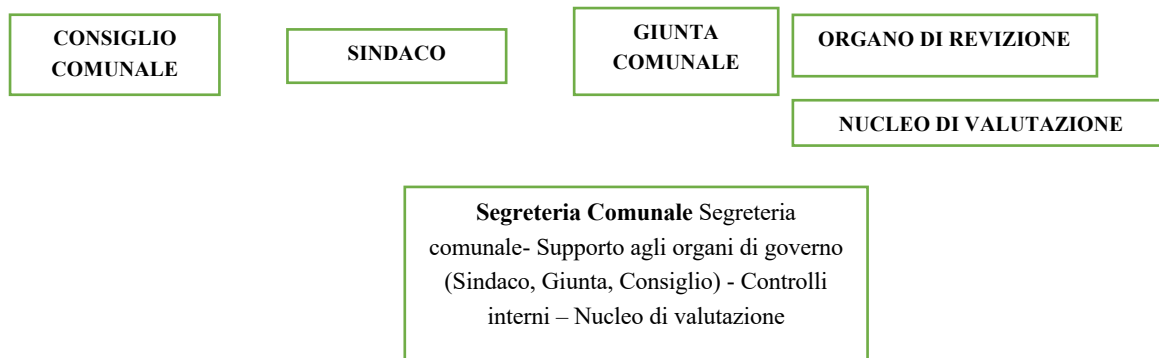 CONSIGLIO
COMUNALE
SINDACO
GIUNTA
COMUNALE
ORGANO DI REVIZIONE
NUCLEO DI VALUTAZIONE
Segreteria Comunale Segreteria
comunale- Supporto agli organi di governo
(Sindaco, Giunta, Consiglio) - Controlli
interni – Nucleo di valutazione